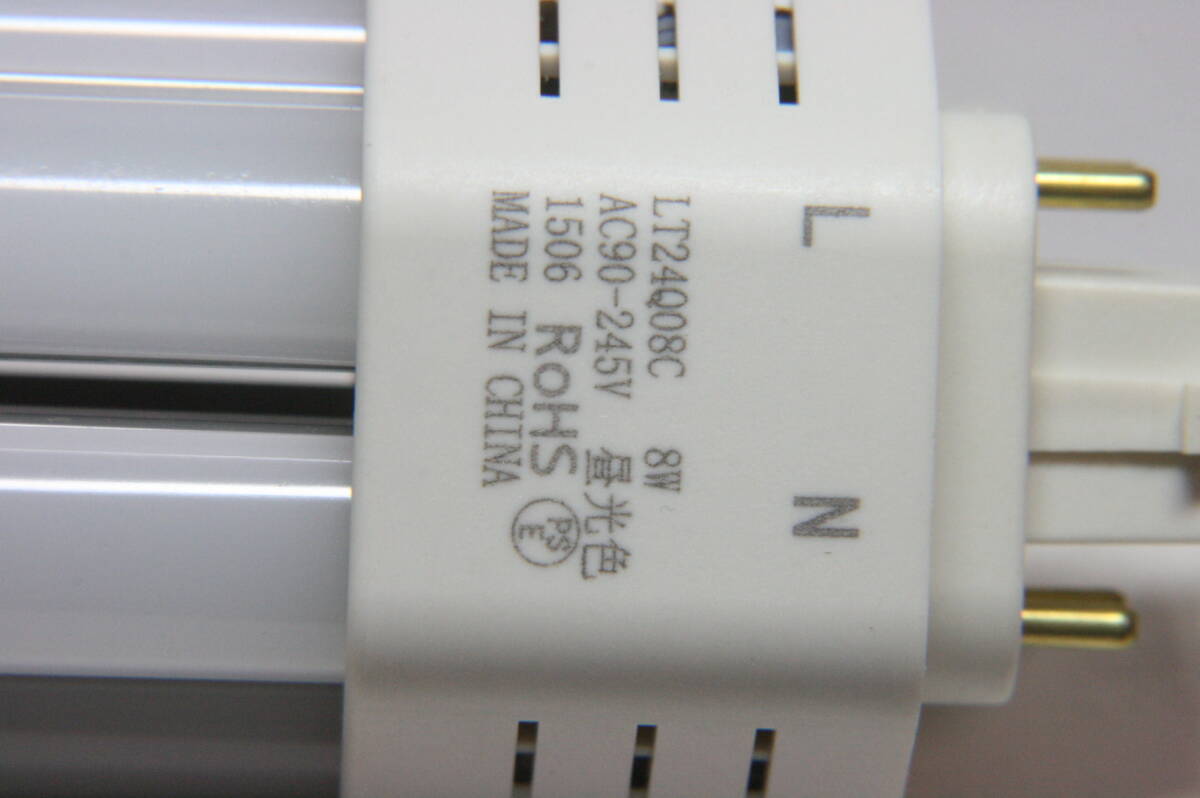 L N
LT24Q08C 8W
AC90-245V 昼光色
1506 RoHS PSE
MADE IN CHINA